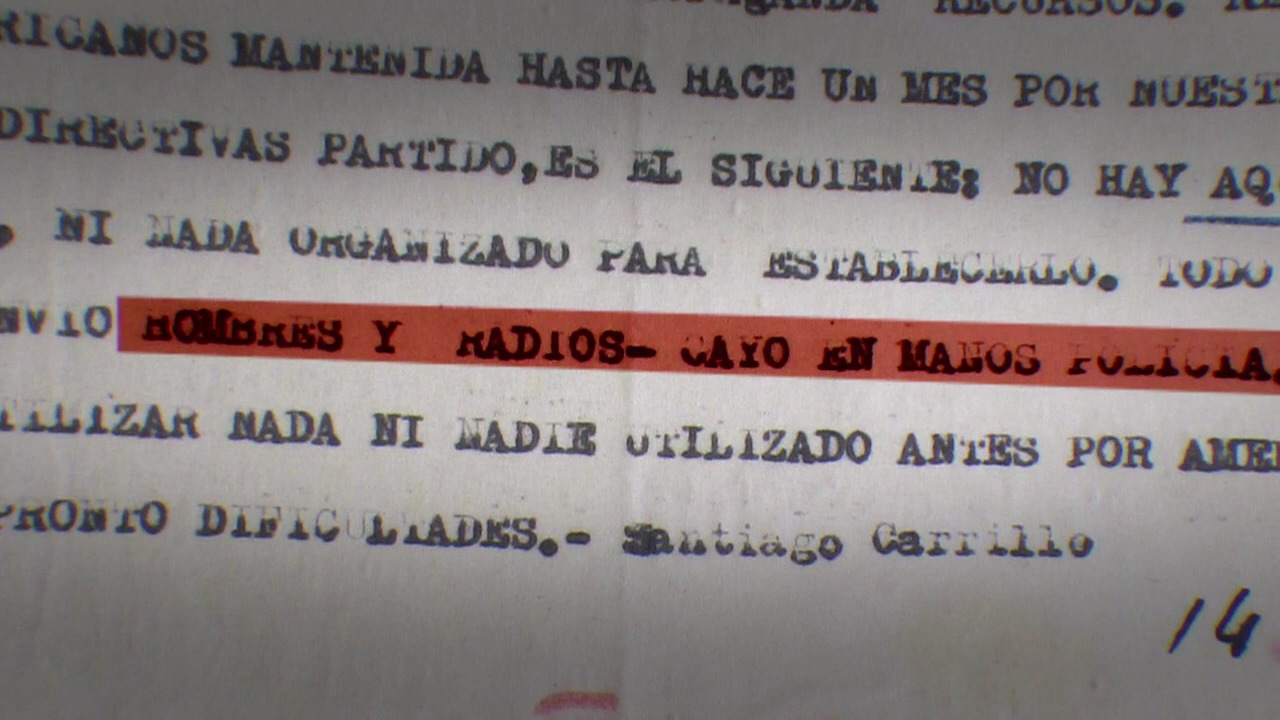 RECURSOS.
RICANOS MANTENIDA HASTA HACE UN MES POR NUEST
DIRECTIVAS PARTIDO, ES EL SIGUIENTE: NO HAY AQ
. NI NADA ORGANIZADO PARA ESTABLECERLO. TODO
NVIO HOMBRES Y RADIOS- CAYO EN MANOS POLICIA.
TILIZAR NADA NI NADIE UTILIZADO ANTES POR AME
PRONTO DIFICULTADES.- Santiago Carrillo
14